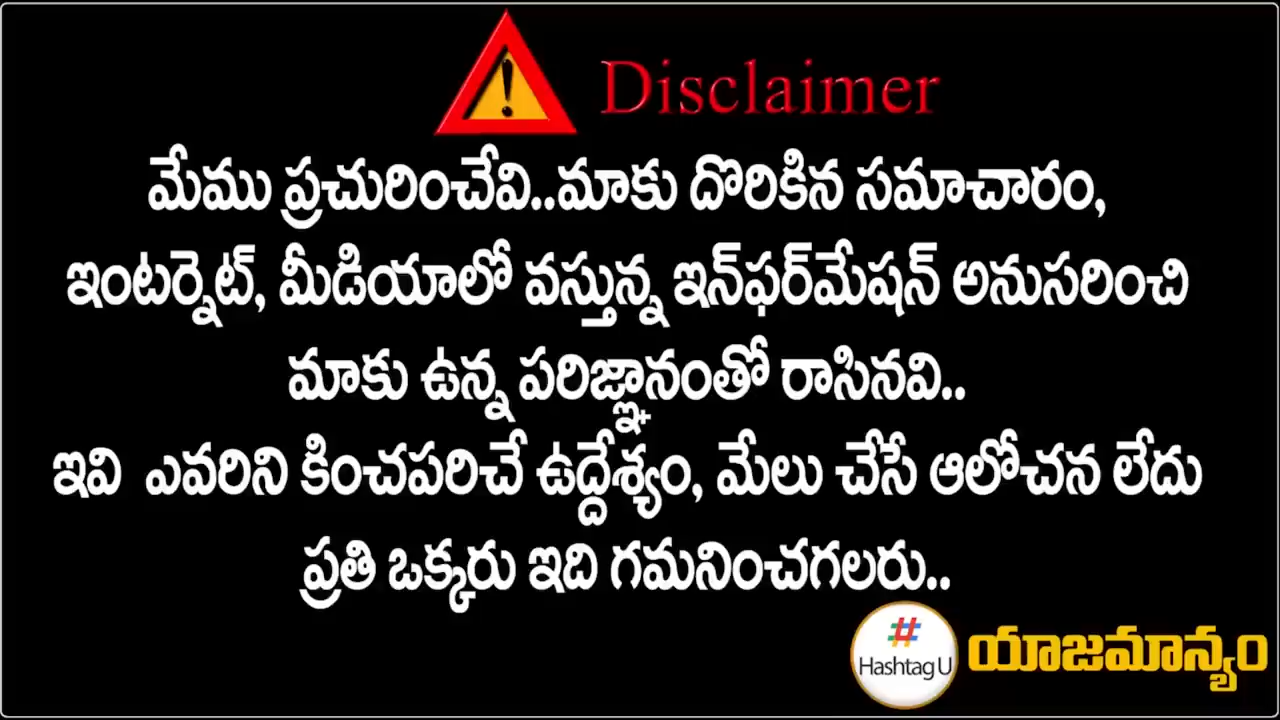 Disclaimer
మేము ప్రచురించేవి..మాకు దొరికిన సమాచారం,
ఇంటర్నెట్, మీడియాలో వస్తున్న ఇన్‌ఫర్‌మేషన్ అనుసరించి
మాకు ఉన్న పరిజ్ఞానంతో రాసినవి..
ఇవి ఎవరిని కించపరిచే ఉద్దేశ్యం, మేలు చేసే ఆలోచన లేదు
ప్రతి ఒక్కరు ఇది గమనించగలరు..
# Hashtag U యాజమాన్యం